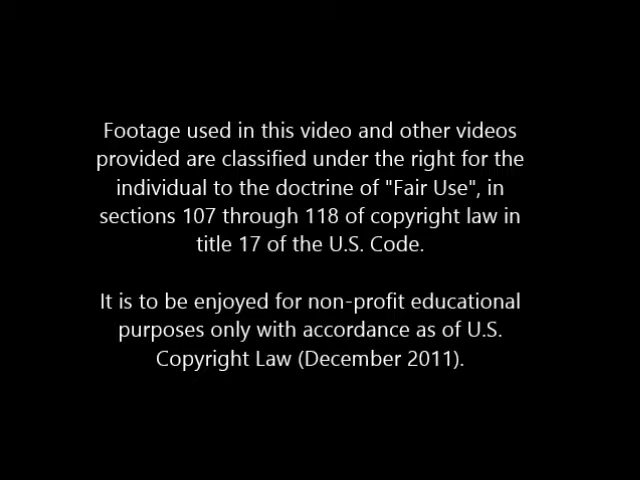 Footage used in this video and other videos
provided are classified under the right for the
individual to the doctrine of "Fair Use", in
sections 107 through 118 of copyright law in
title 17 of the U.S. Code.
It is to be enjoyed for non-profit educational
purposes only with accordance as of U.S.
Copyright Law (December 2011).